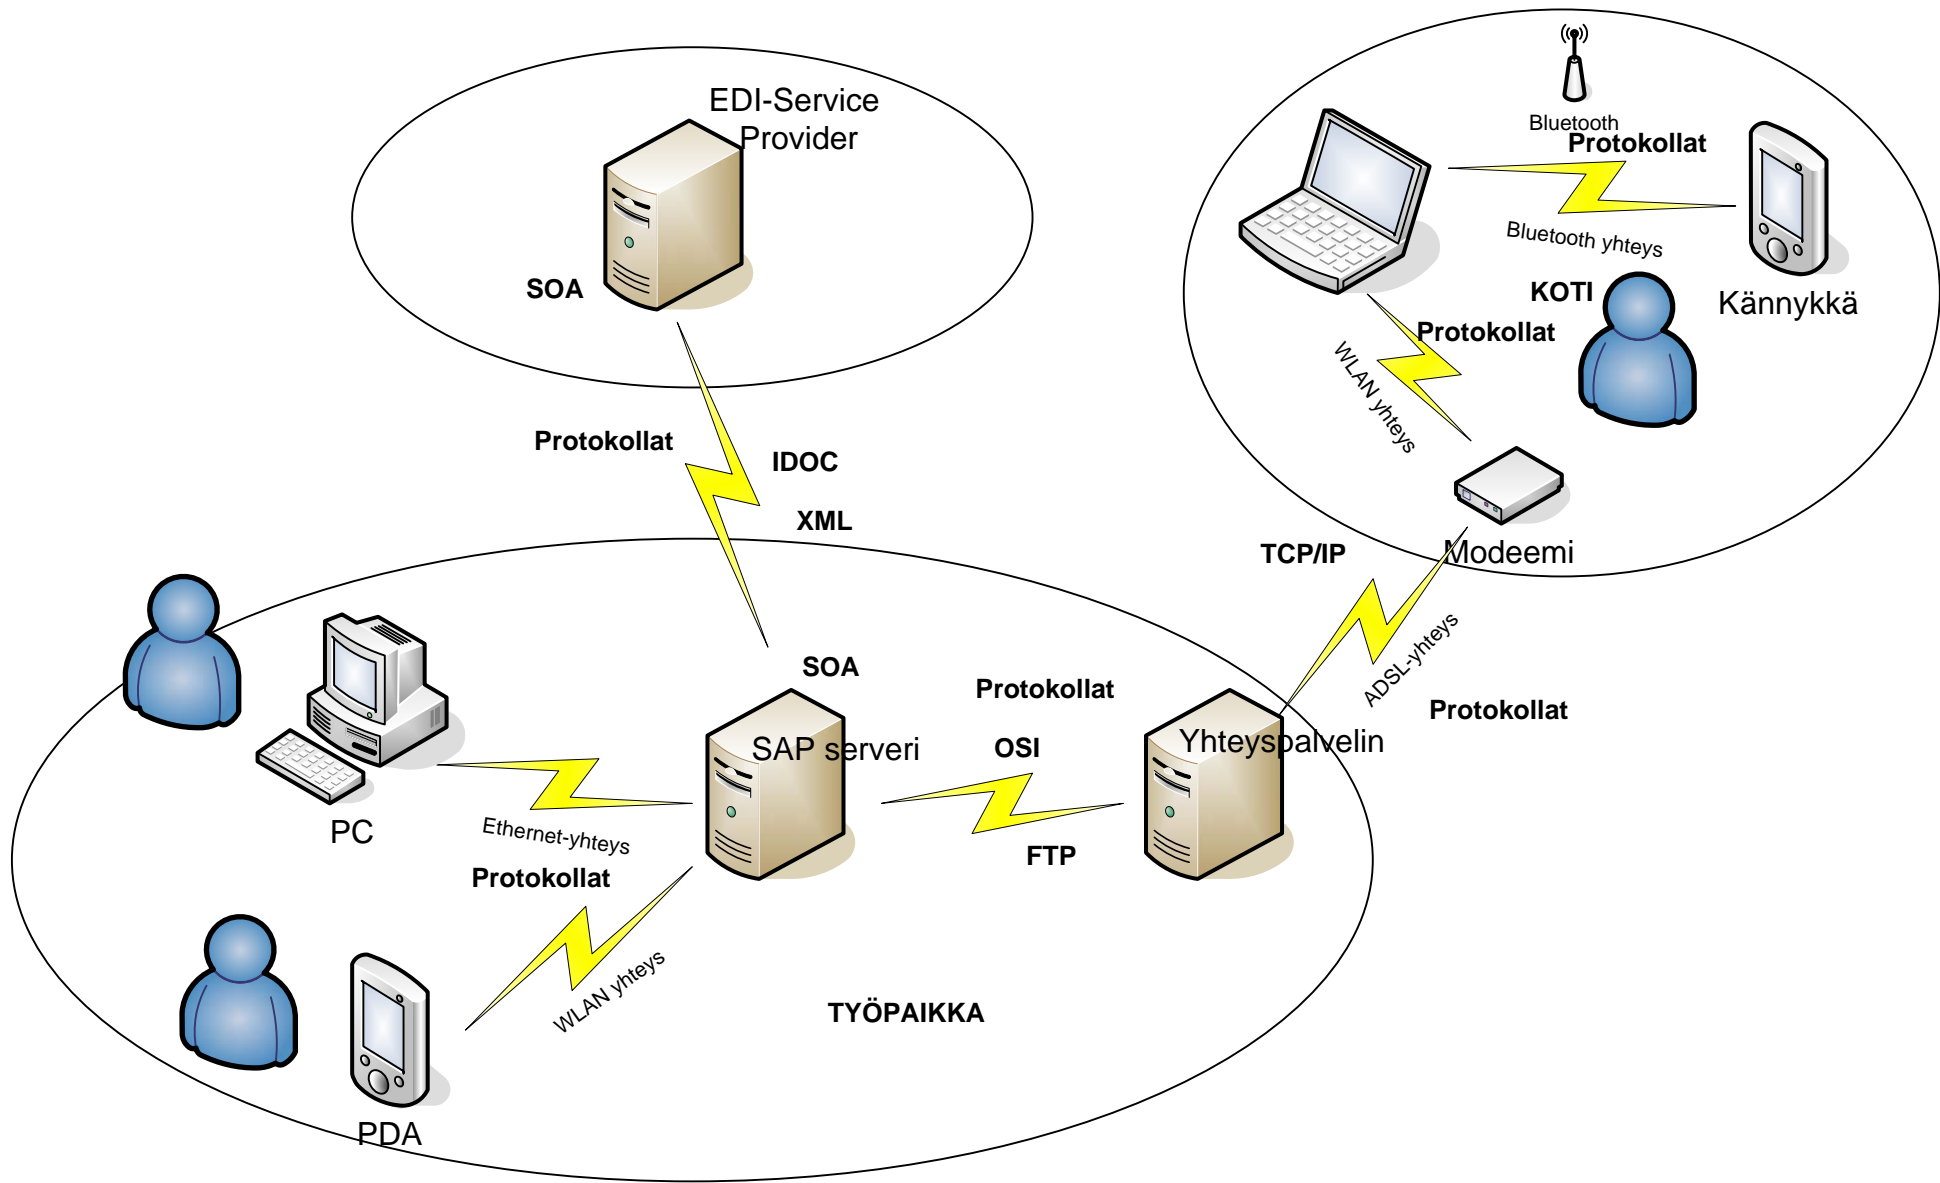 EDI-Service
Provider
SOA
Bluetooth
Protokollat
Bluetooth yhteys
KOTI
Kännykkä
Protokollat
WLAN yhteys
Modeemi
Protokollat
IDOC
XML
TCP/IP
ADSL-yhteys
Protokollat
SOA
Protokollat
SAP serveri
OSI
Yhteyspalvelin
FTP
PC
Ethernet-yhteys
Protokollat
WLAN yhteys
TYÖPAIKKA
PDA